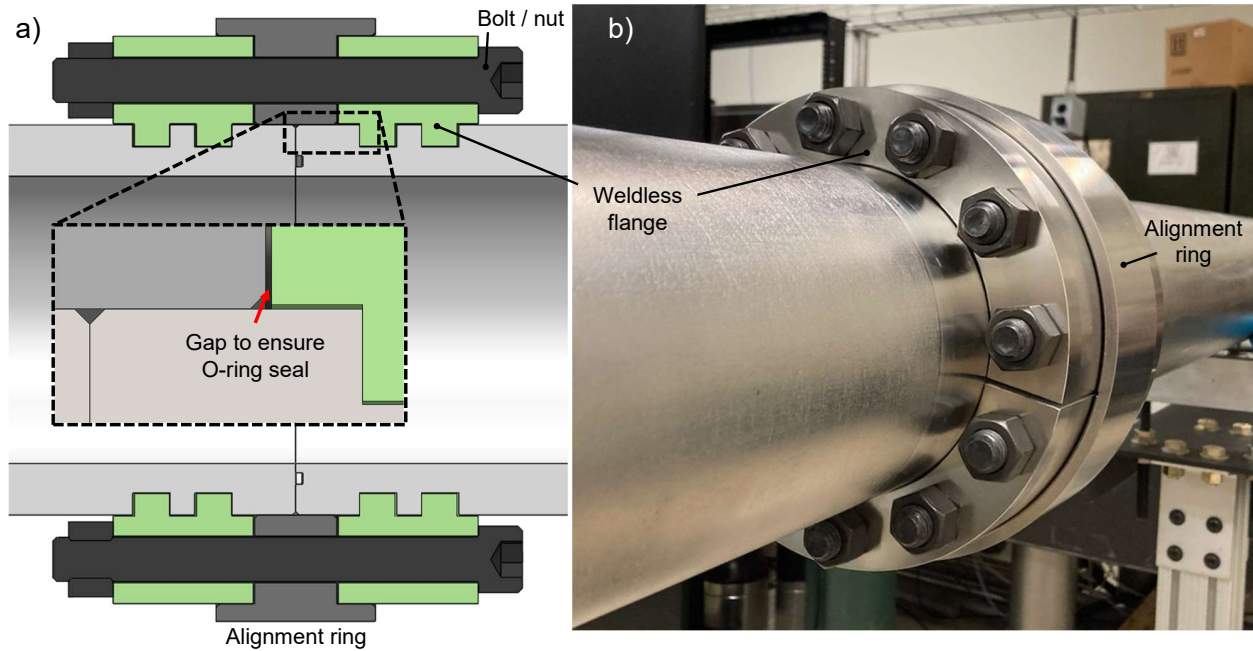 a)
Bolt / nut
Gap to ensure
O-ring seal
Alignment ring
b)
Weldless
flange
Alignment
ring